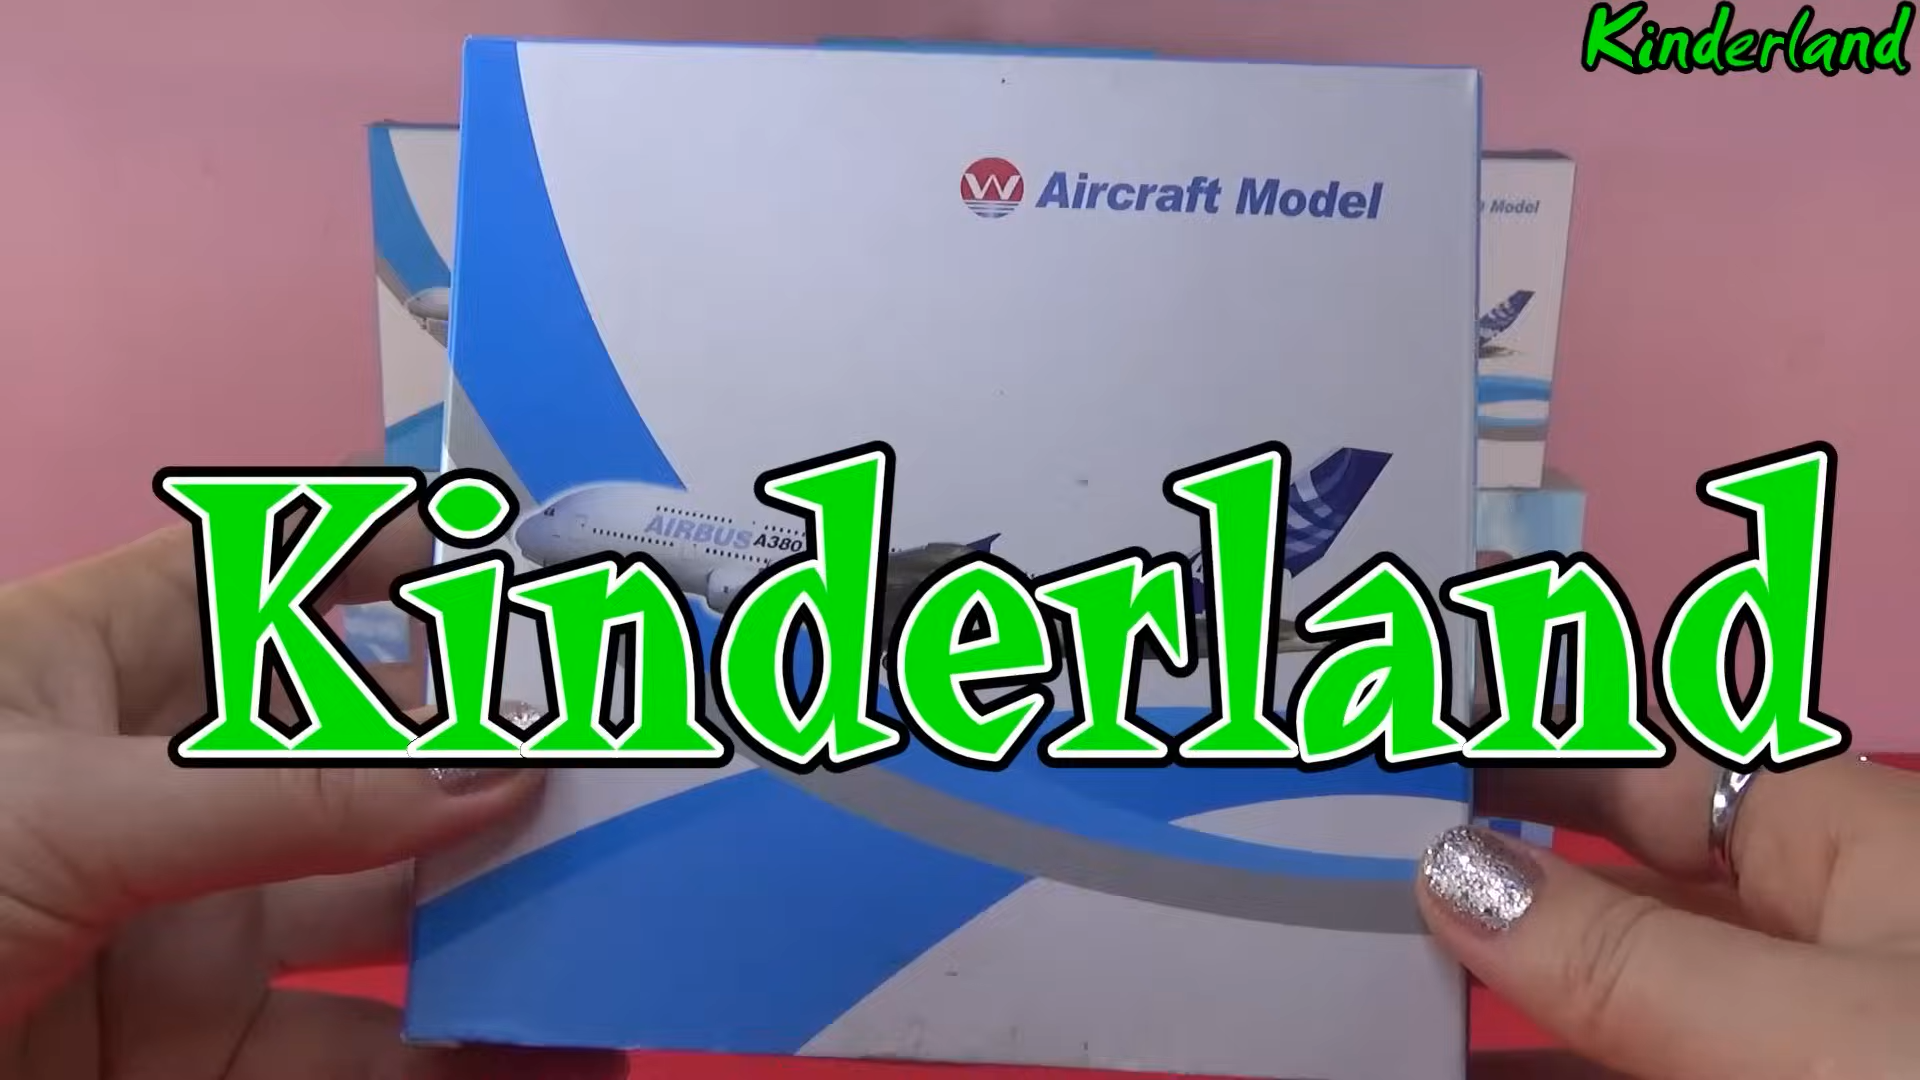 Kinderland
W Aircraft Model
Model
AIRBUS A380
Kinderland